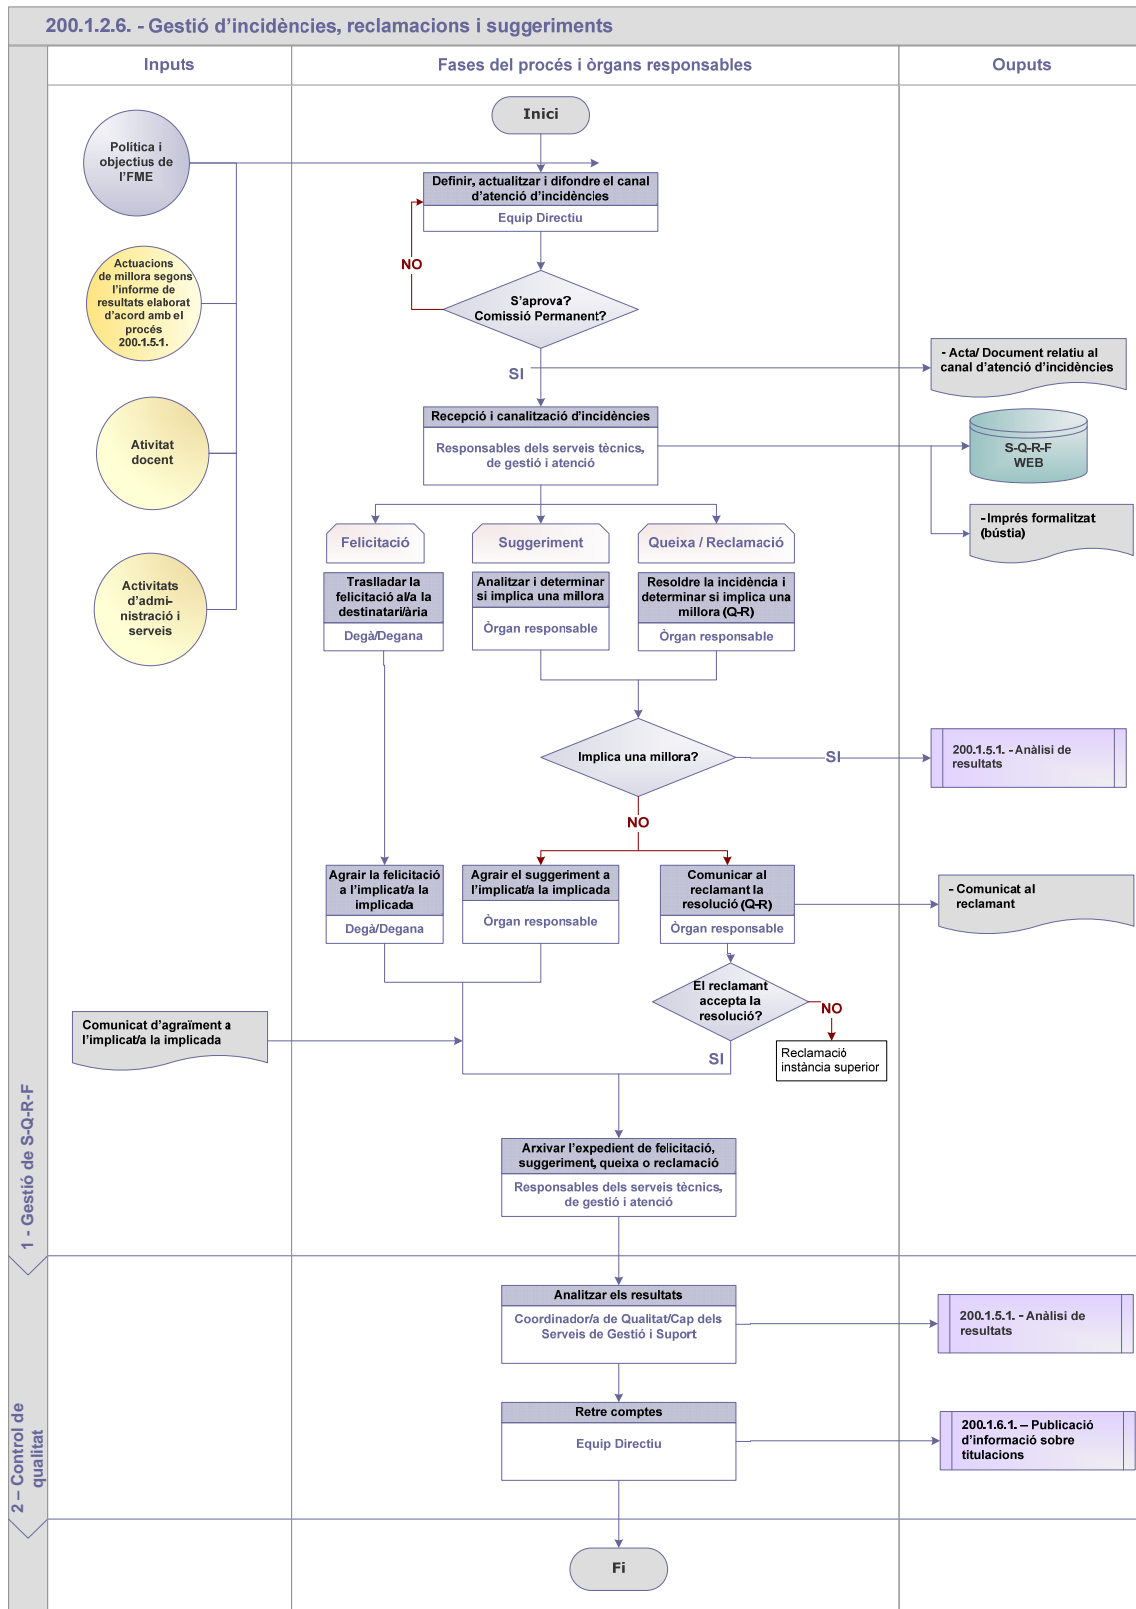 200.1.2.6. - Gestió d'incidències, reclamacions i suggeriments
Inputs
Fases del procés i òrgans responsables
Ouputs
Inici
Política i
objectius de
l'FME
Definir, actualitzar i difondre el canal
d'atenció d'incidències
Equip Directiu
Actuacions
de millora segons
l'informe de
resultats elaborat
d'acord amb el
procés
200.1.5.1.
NO
S'aprova?
Comissió Permanent?
SI
- Acta/ Document relatiu al
canal d'atenció d'incidències
Ativitat
docent
Recepció i canalització d'incidències
Responsables dels serveis tècnics,
de gestió i atenció
S-Q-R-F
WEB
- Imprés formalitzat
(bústia)
Felicitació
Suggeriment
Queixa / Reclamació
Activitats
d'admi-
nistració i
serveis
Traslladar la
felicitació al/a la
destinatari/ària
Degà/Degana
Analitzar i determinar
si implica una millora
Òrgan responsable
Resoldre la incidència i
determinar si implica una
millora (Q-R)
Òrgan responsable
Implica una millora?
SI
200.1.5.1. - Anàlisi de
resultats
NO
Agrair la felicitació
a l'implicat/a la
implicada
Degà/Degana
Agrair el suggeriment a
l'implicat/a la implicada
Òrgan responsable
Comunicar al
reclamant la
resolució (Q-R)
Òrgan responsable
- Comunicat al
reclamant
El reclamant
accepta la
resolució?
NO
SI
Reclamació
instància superior
Comunicat d'agraïment a
l'implicat/a la implicada
1 - Gestió de S-Q-R-F
Arxivar l'expedient de felicitació,
suggeriment, queixa o reclamació
Responsables dels serveis tècnics,
de gestió i atenció
Analitzar els resultats
Coordinador/a de Qualitat/Cap dels
Serveis de Gestió i Suport
200.1.5.1. - Anàlisi de
resultats
2 – Control de
qualitat
Retre comptes
Equip Directiu
200.1.6.1. – Publicació
d'informació sobre
titulacions
Fi